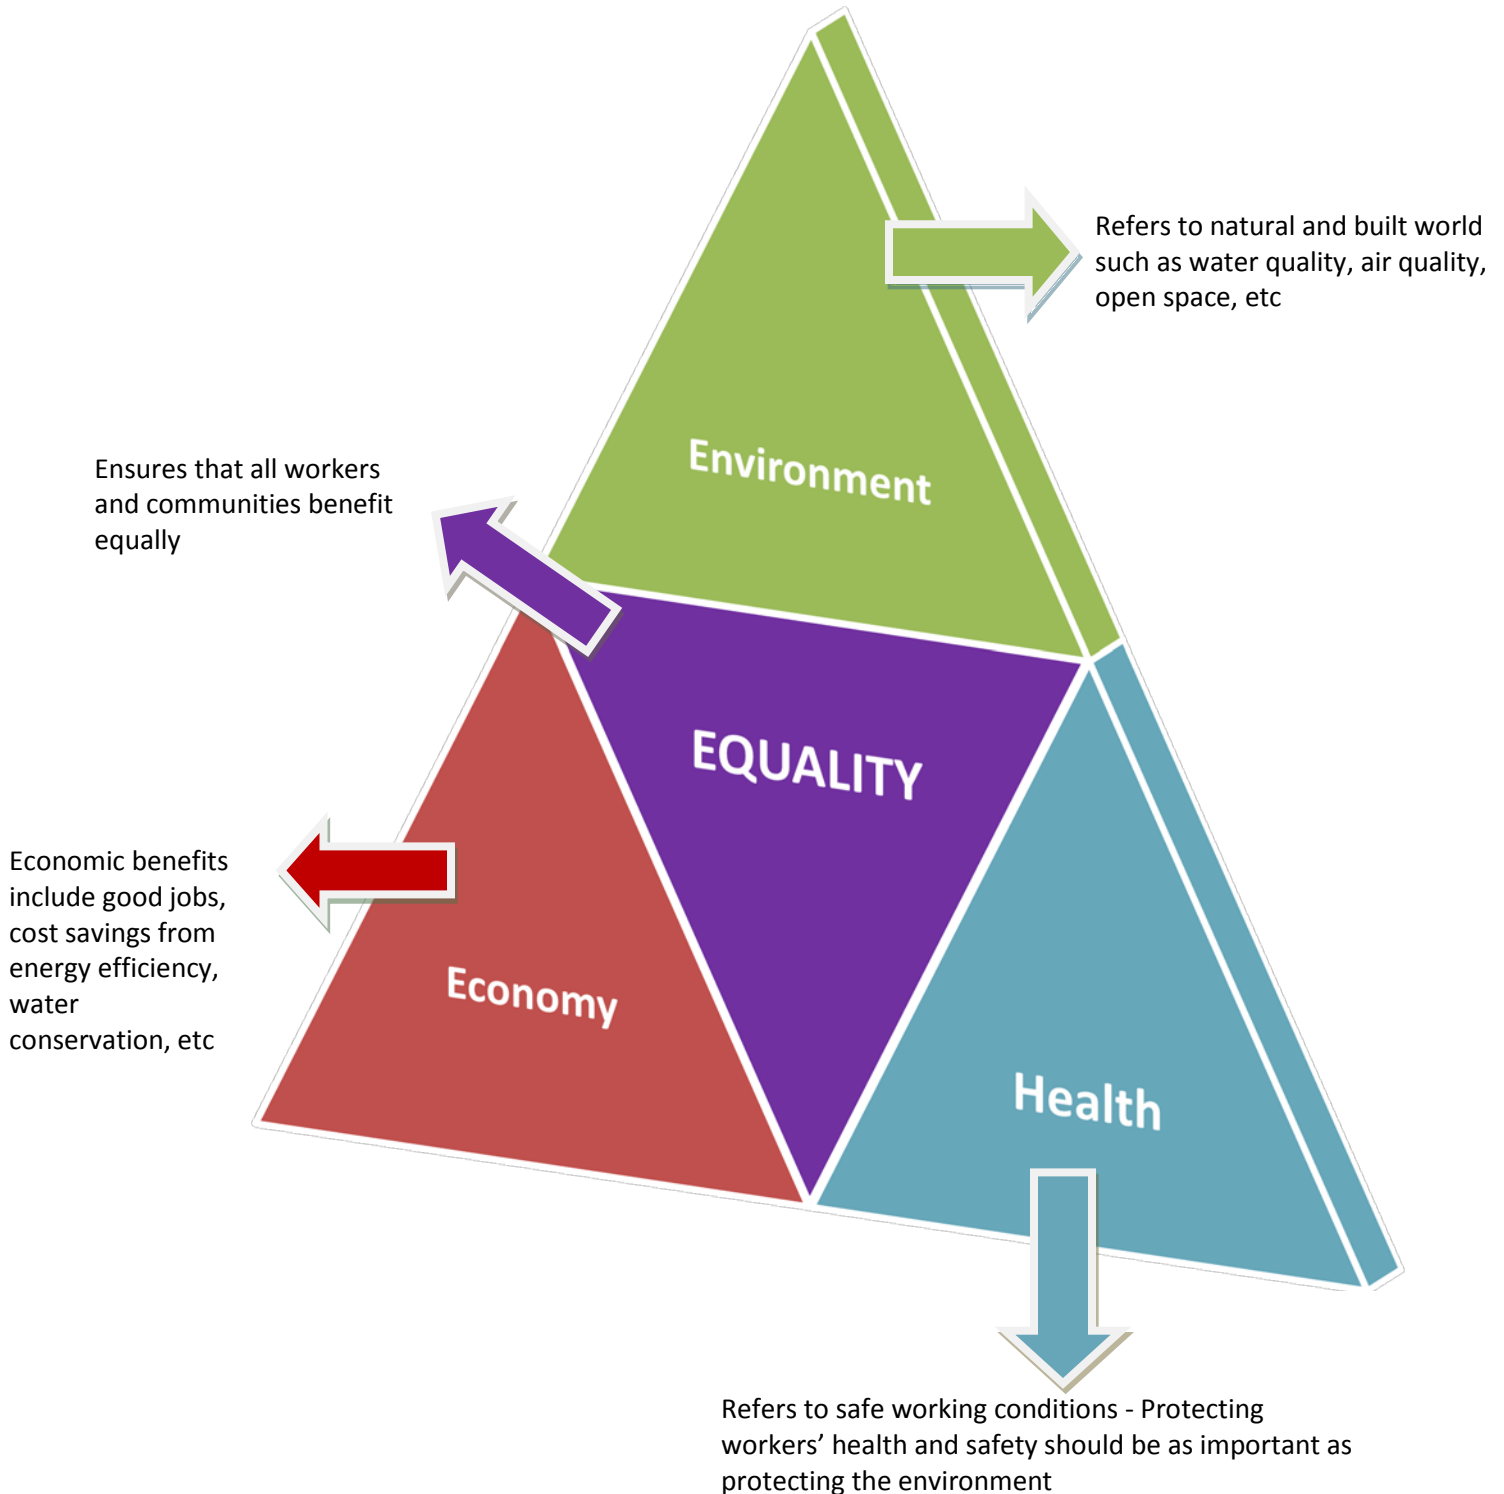 Refers to natural and built world
such as water quality, air quality,
open space, etc
Environment
Ensures that all workers
and communities benefit
equally
EQUALITY
Economic benefits
include good jobs,
cost savings from
energy efficiency,
water
conservation, etc
Economy
Health
Refers to safe working conditions - Protecting
workers’ health and safety should be as important as
protecting the environment